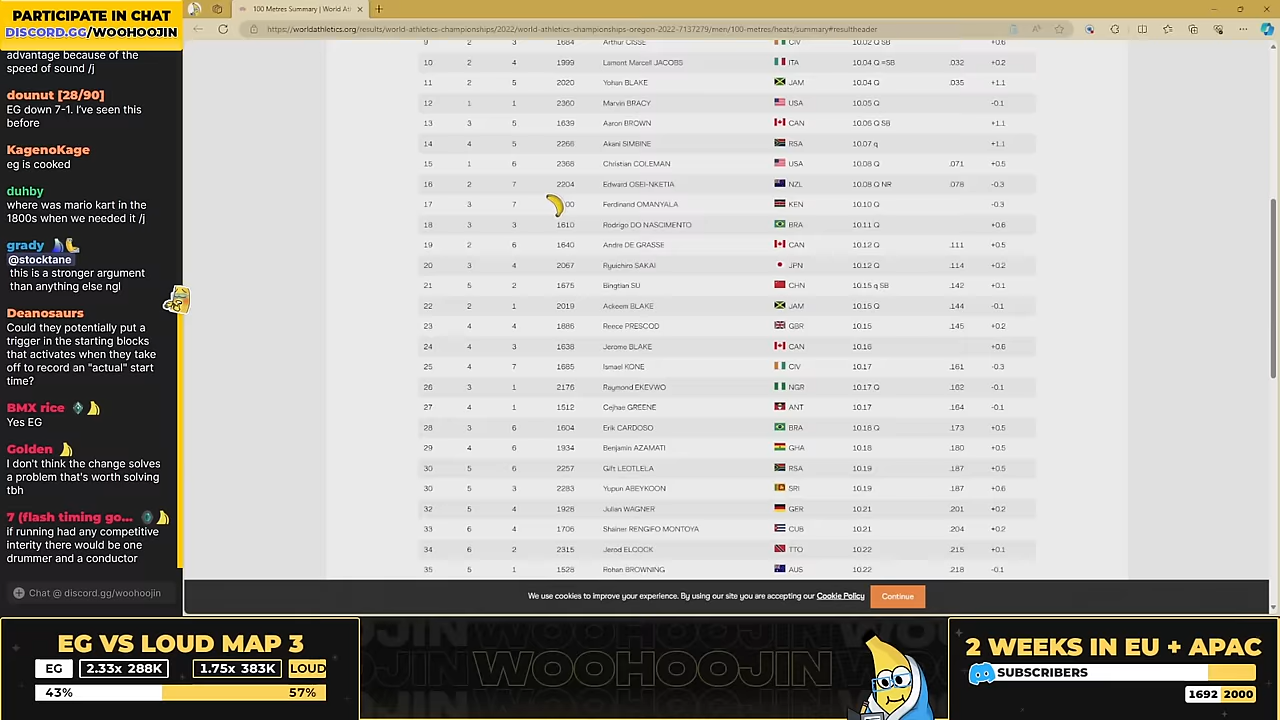 PARTICIPATE IN CHAT
DISCORD.GG/WOOHOOJIN
advantage because of the
speed of sound /j
dounut [28/90]
EG down 7-1. I've seen this
before
KagenoKage
eg is cooked
duhby
where was mario kart in the
1800s when we needed it /j
grady
@stocktane
this is a stronger argument
than anything else ngl
Deanosaurs
Could they potentially put a
trigger in the starting blocks
that activates when they take
off to record an "actual" start
time?
BMX rice
Yes EG
Golden
I don't think the change solves
a problem that's worth solving
tbh
7 (flash timing go...
if running had any competitive
interity there would be one
drummer and a conductor
Chat @ discord.gg/woohoojin
100 Metres Summary | World At
https://worldathletics.org/results/world-athletics-championships/2022/world-athletics-championships-oregon-2022-7137279/men/100-metres/heats/summary#resultheader
9 2 3 1684 Arthur CISSE CIV 10.02 Q SB +0.6
10 2 4 1999 Lamont Marcell JACOBS ITA 10.04 Q =SB .032 +0.2
11 2 5 2020 Yohan BLAKE JAM 10.04 Q .035 +1.1
12 1 1 2360 Marvin BRACY USA 10.05 Q -0.1
13 3 5 1639 Aaron BROWN CAN 10.06 Q SB +1.1
14 4 5 2266 Akani SIMBINE RSA 10.07 q +1.1
15 1 6 2368 Christian COLEMAN USA 10.08 Q .071 +0.5
16 2 7 2204 Edward OSEI-NKETIA NZL 10.08 Q NR .078 -0.3
17 3 7 00 Ferdinand OMANYALA KEN 10.10 Q -0.3
18 3 3 1610 Rodrigo DO NASCIMENTO BRA 10.11 Q +0.6
19 2 6 1640 Andre DE GRASSE CAN 10.12 Q .111 +0.5
20 3 4 2067 Ryuichiro SAKAI JPN 10.12 Q .114 +0.2
21 5 2 1675 Bingtian SU CHN 10.15 q SB .142 +0.1
22 2 1 2019 Ackeem BLAKE JAM 10.15 Q .144 -0.1
23 4 4 1886 Reece PRESCOD GBR 10.15 .145 +0.2
24 4 3 1638 Jerome BLAKE CAN 10.16 +0.6
25 4 7 1685 Ismael KONE CIV 10.17 .161 -0.3
26 3 1 2176 Raymond EKEVWO NGR 10.17 Q .162 -0.1
27 4 1 1512 Cejhae GREENE ANT 10.17 .164 -0.1
28 3 6 1604 Erik CARDOSO BRA 10.18 Q .173 +0.5
29 4 6 1934 Benjamin AZAMATI GHA 10.18 .180 +0.5
30 5 6 2257 Gift LEOTLELA RSA 10.19 .187 +0.5
30 5 3 2283 Yupun ABEYKOON SRI 10.19 .187 +0.6
32 5 4 1928 Julian WAGNER GER 10.21 .201 +0.2
33 6 4 1706 Shainer RENGIFO MONTOYA CUB 10.21 .204 +0.2
34 6 2 2315 Jerod ELCOCK TTO 10.22 .215 +0.1
35 5 1 1528 Rohan BROWNING AUS 10.22 .218 -0.1
We use cookies to improve your experience. By using our site you are accepting our Cookie Policy
Continue
EG VS LOUD MAP 3
EG 2.33x 288K 1.75x 383K LOUD
43% 57%
WOOHOOJIN
2 WEEKS IN EU + APAC
SUBSCRIBERS
1692 2000